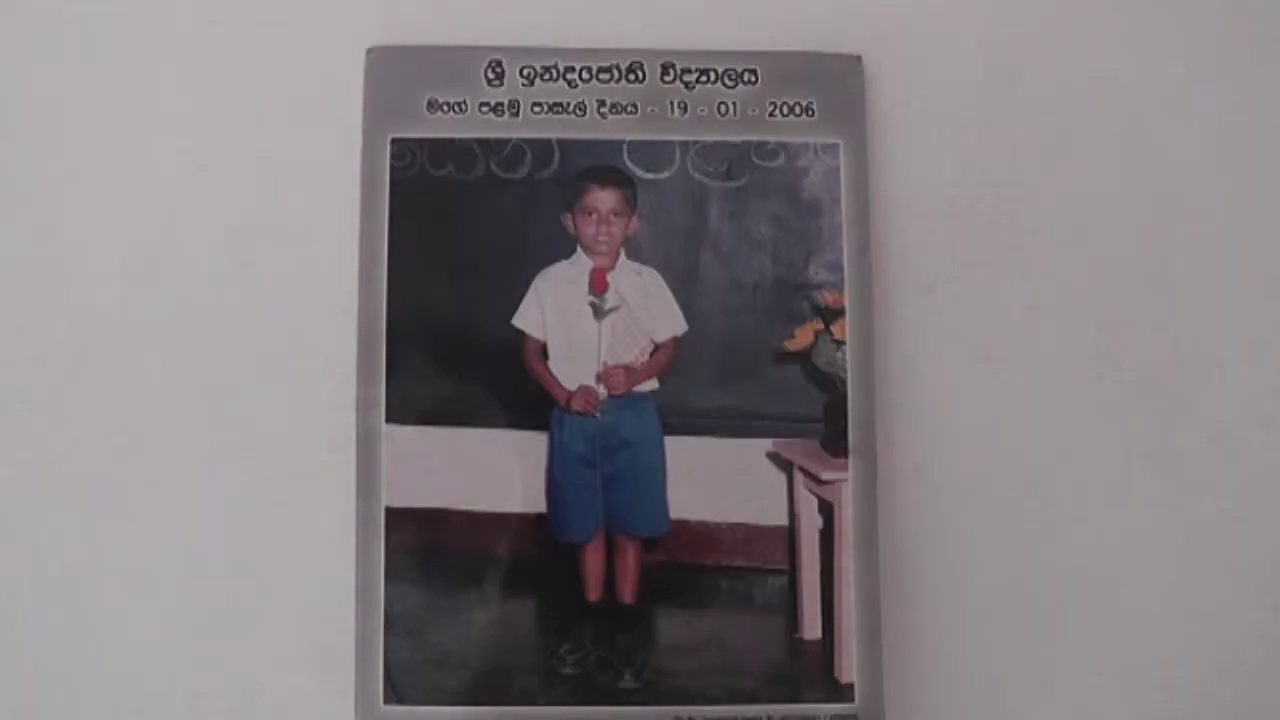 ශ්‍රී ඉන්දජෝති විද්‍යාලය
මගේ පළමු පාසැල් දිනය - 19 - 01 - 2006